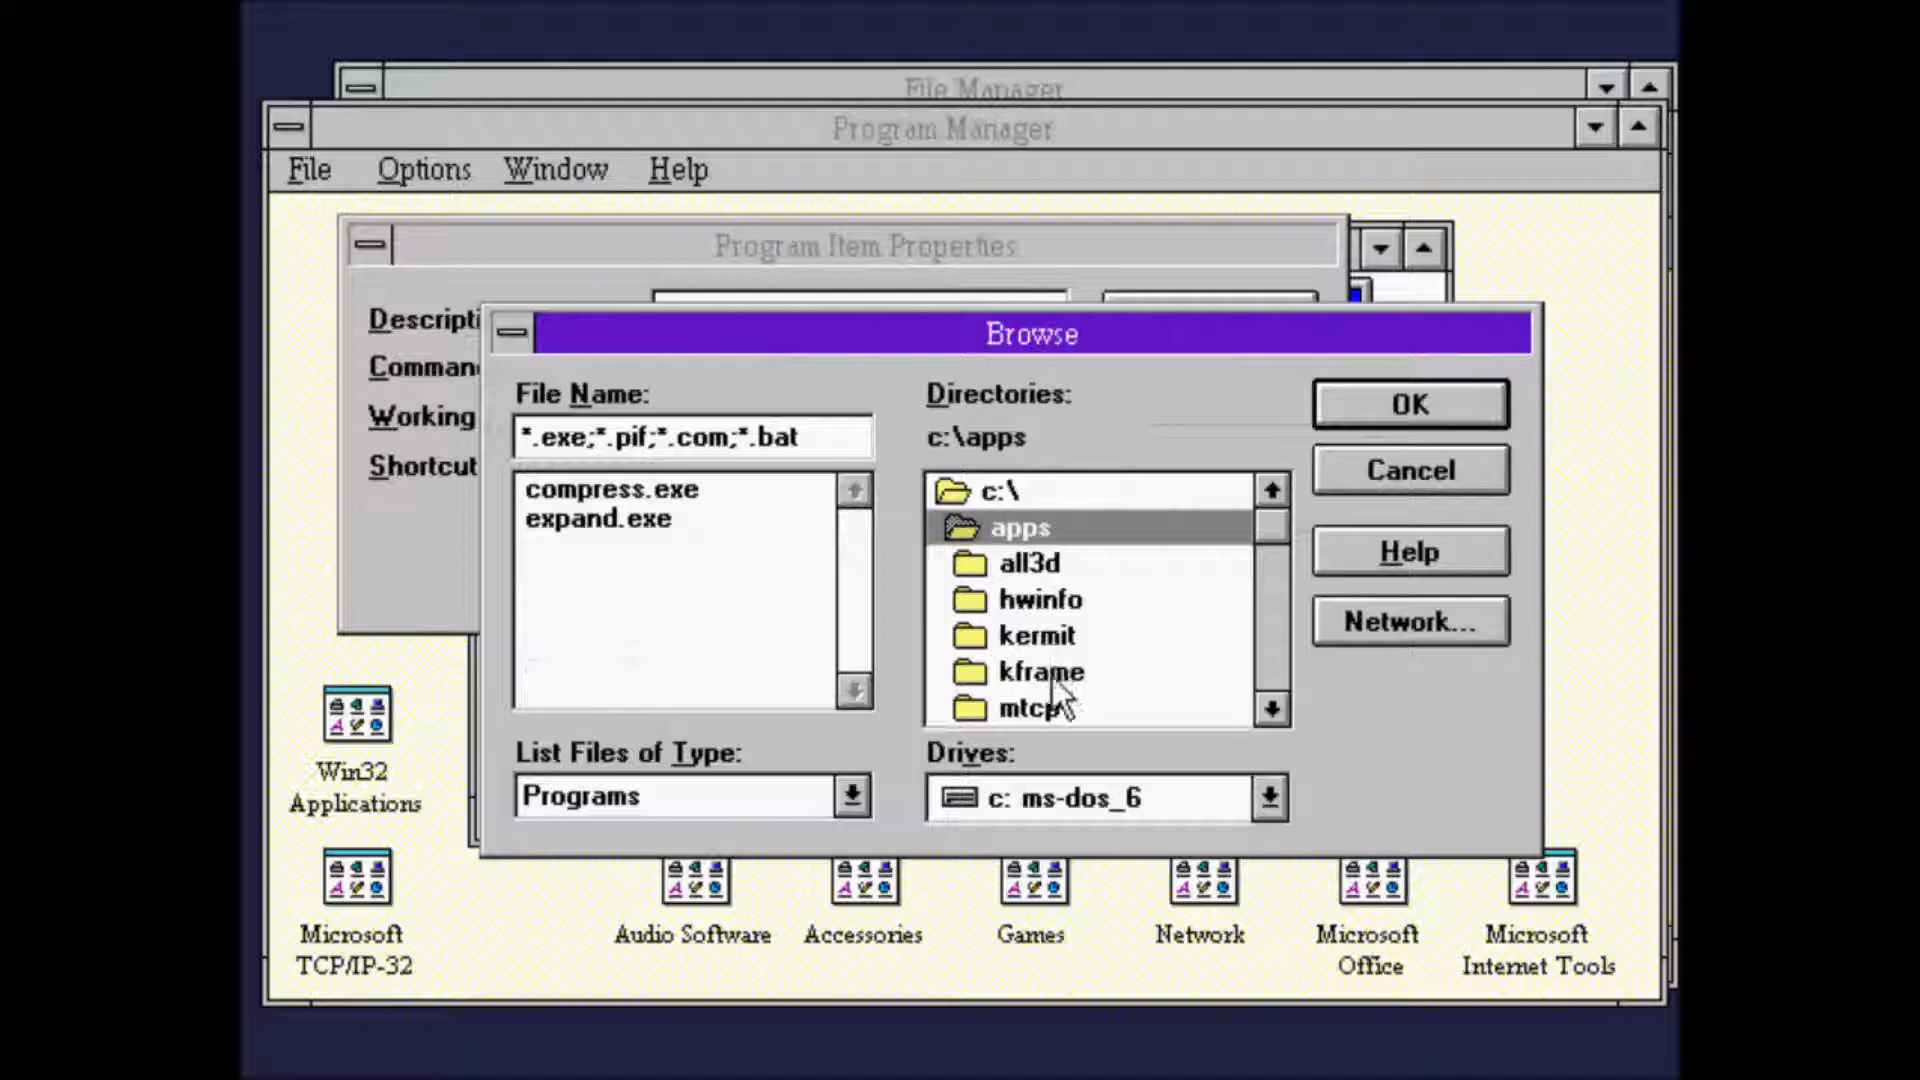 File Manager
Program Manager
File Options Window Help
Program Item Properties
Descripti
Comman
Working
Shortcut
Browse
File Name:
*.exe;*.pif;*.com;*.bat
compress.exe
expand.exe
List Files of Type:
Programs
Directories:
c:\apps
c:\
apps
all3d
hwinfo
kermit
kframe
mtcp
Drives:
c: ms-dos_6
OK
Cancel
Help
Network...
Win32
Applications
Microsoft
TCP/IP-32
Audio Software
Accessories
Games
Network
Microsoft
Office
Microsoft
Internet Tools